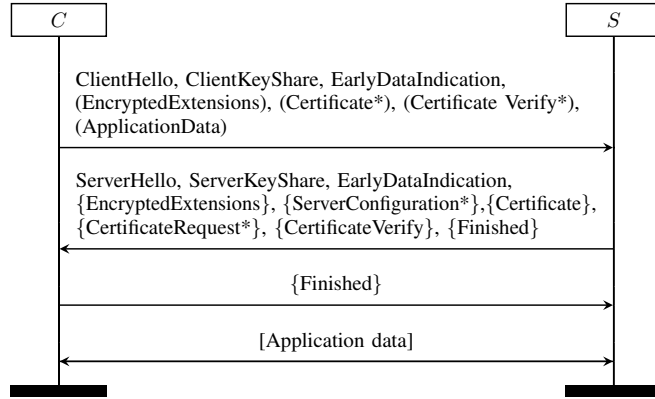 C
S
ClientHello, ClientKeyShare, EarlyDataIndication,
(EncryptedExtensions), (Certificate*), (Certificate Verify*),
(ApplicationData)
ServerHello, ServerKeyShare, EarlyDataIndication,
{EncryptedExtensions}, {ServerConfiguration*},{Certificate},
{CertificateRequest*}, {CertificateVerify}, {Finished}
{Finished}
[Application data]